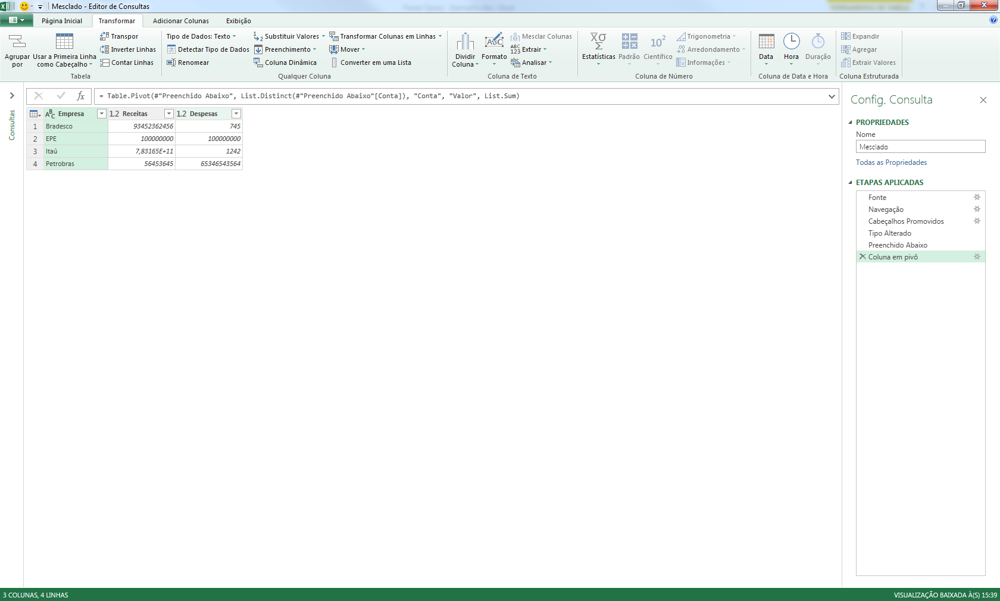 Mesclado - Editor de Consultas
Página Inicial
Transformar
Adicionar Colunas
Exibição
Agrupar
por
Usar a Primeira Linha
como Cabeçalho
Transpor
Inverter Linhas
Contar Linhas
Tabela
Tipo de Dados: Texto
Detectar Tipo de Dados
Renomear
Substituir Valores
Preenchimento
Coluna Dinâmica
Transformar Colunas em Linhas
Mover
Converter em uma Lista
Qualquer Coluna
Dividir
Coluna
Formato
Mesclar Colunas
Extrair
Analisar
Coluna de Texto
Estatísticas
Padrão
Científico
Trigonometria
Arredondamento
Informações
Coluna de Número
Data
Hora
Duração
Coluna de Data e Hora
Expandir
Agregar
Extrair Valores
Coluna Estruturada
Consultas
fx
= Table.Pivot(#"Preenchido Abaixo", List.Distinct(#"Preenchido Abaixo"[Conta]), "Conta", "Valor", List.Sum)
ABC Empresa 1.2 Receitas 1.2 Despesas
1 Bradesco 93452362456 745
2 EPE 100000000 100000000
3 Itaú 7,83165E+11 1242
4 Petrobras 56453645 65346543564
Config. Consulta
PROPRIEDADES
Nome
Mesclado
Todas as Propriedades
ETAPAS APLICADAS
Fonte
Navegação
Cabeçalhos Promovidos
Tipo Alterado
Preenchido Abaixo
Coluna em pivô
3 COLUNAS, 4 LINHAS
VISUALIZAÇÃO BAIXADA À(S) 15:39